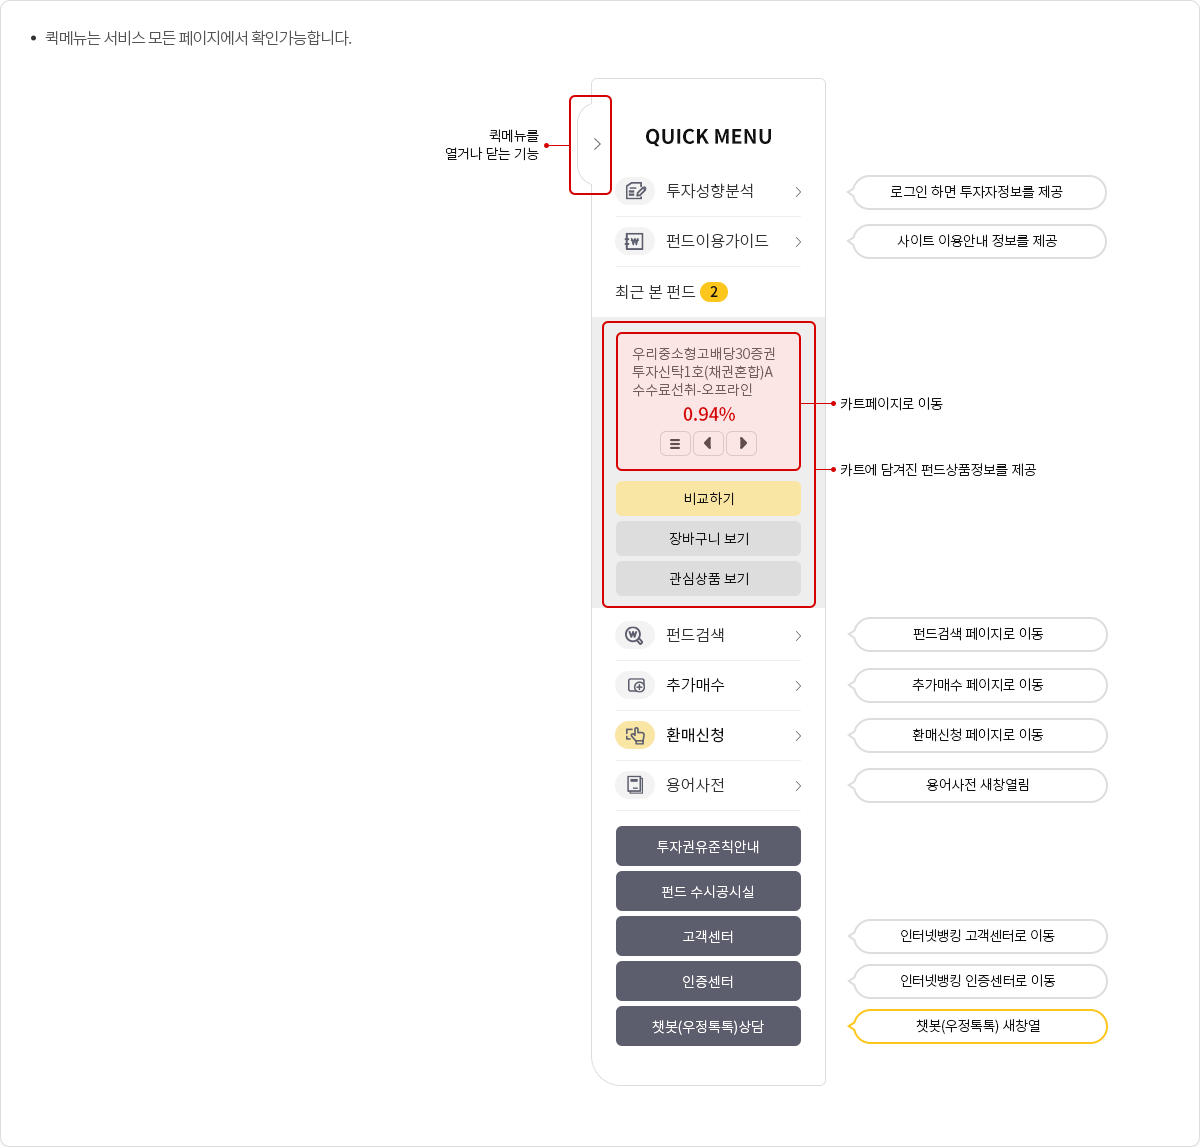 • 퀵메뉴는 서비스 모든 페이지에서 확인가능합니다.
퀵메뉴를
열거나 닫는 기능
QUICK MENU
투자성향분석
로그인 하면 투자자정보를 제공
펀드이용가이드
사이트 이용안내 정보를 제공
최근 본 펀드 2
우리중소형고배당30증권
투자신탁1호(채권혼합)A
수수료선취-오프라인
0.94%
카트페이지로 이동
카트에 담겨진 펀드상품정보를 제공
비교하기
장바구니 보기
관심상품 보기
펀드검색
펀드검색 페이지로 이동
추가매수
추가매수 페이지로 이동
환매신청
환매신청 페이지로 이동
용어사전
용어사전 새창열림
투자권유준칙안내
펀드 수시공시실
고객센터
인터넷뱅킹 고객센터로 이동
인증센터
인터넷뱅킹 인증센터로 이동
챗봇(우정톡톡)상담
챗봇(우정톡톡) 새창열